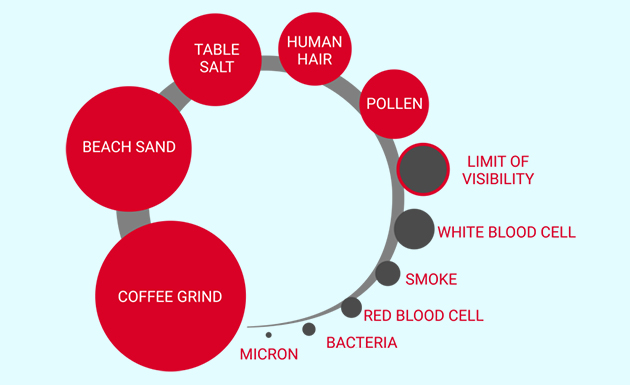 TABLE
SALT
HUMAN
HAIR
POLLEN
BEACH SAND
LIMIT OF
VISIBILITY
WHITE BLOOD CELL
SMOKE
COFFEE GRIND
RED BLOOD CELL
BACTERIA
MICRON